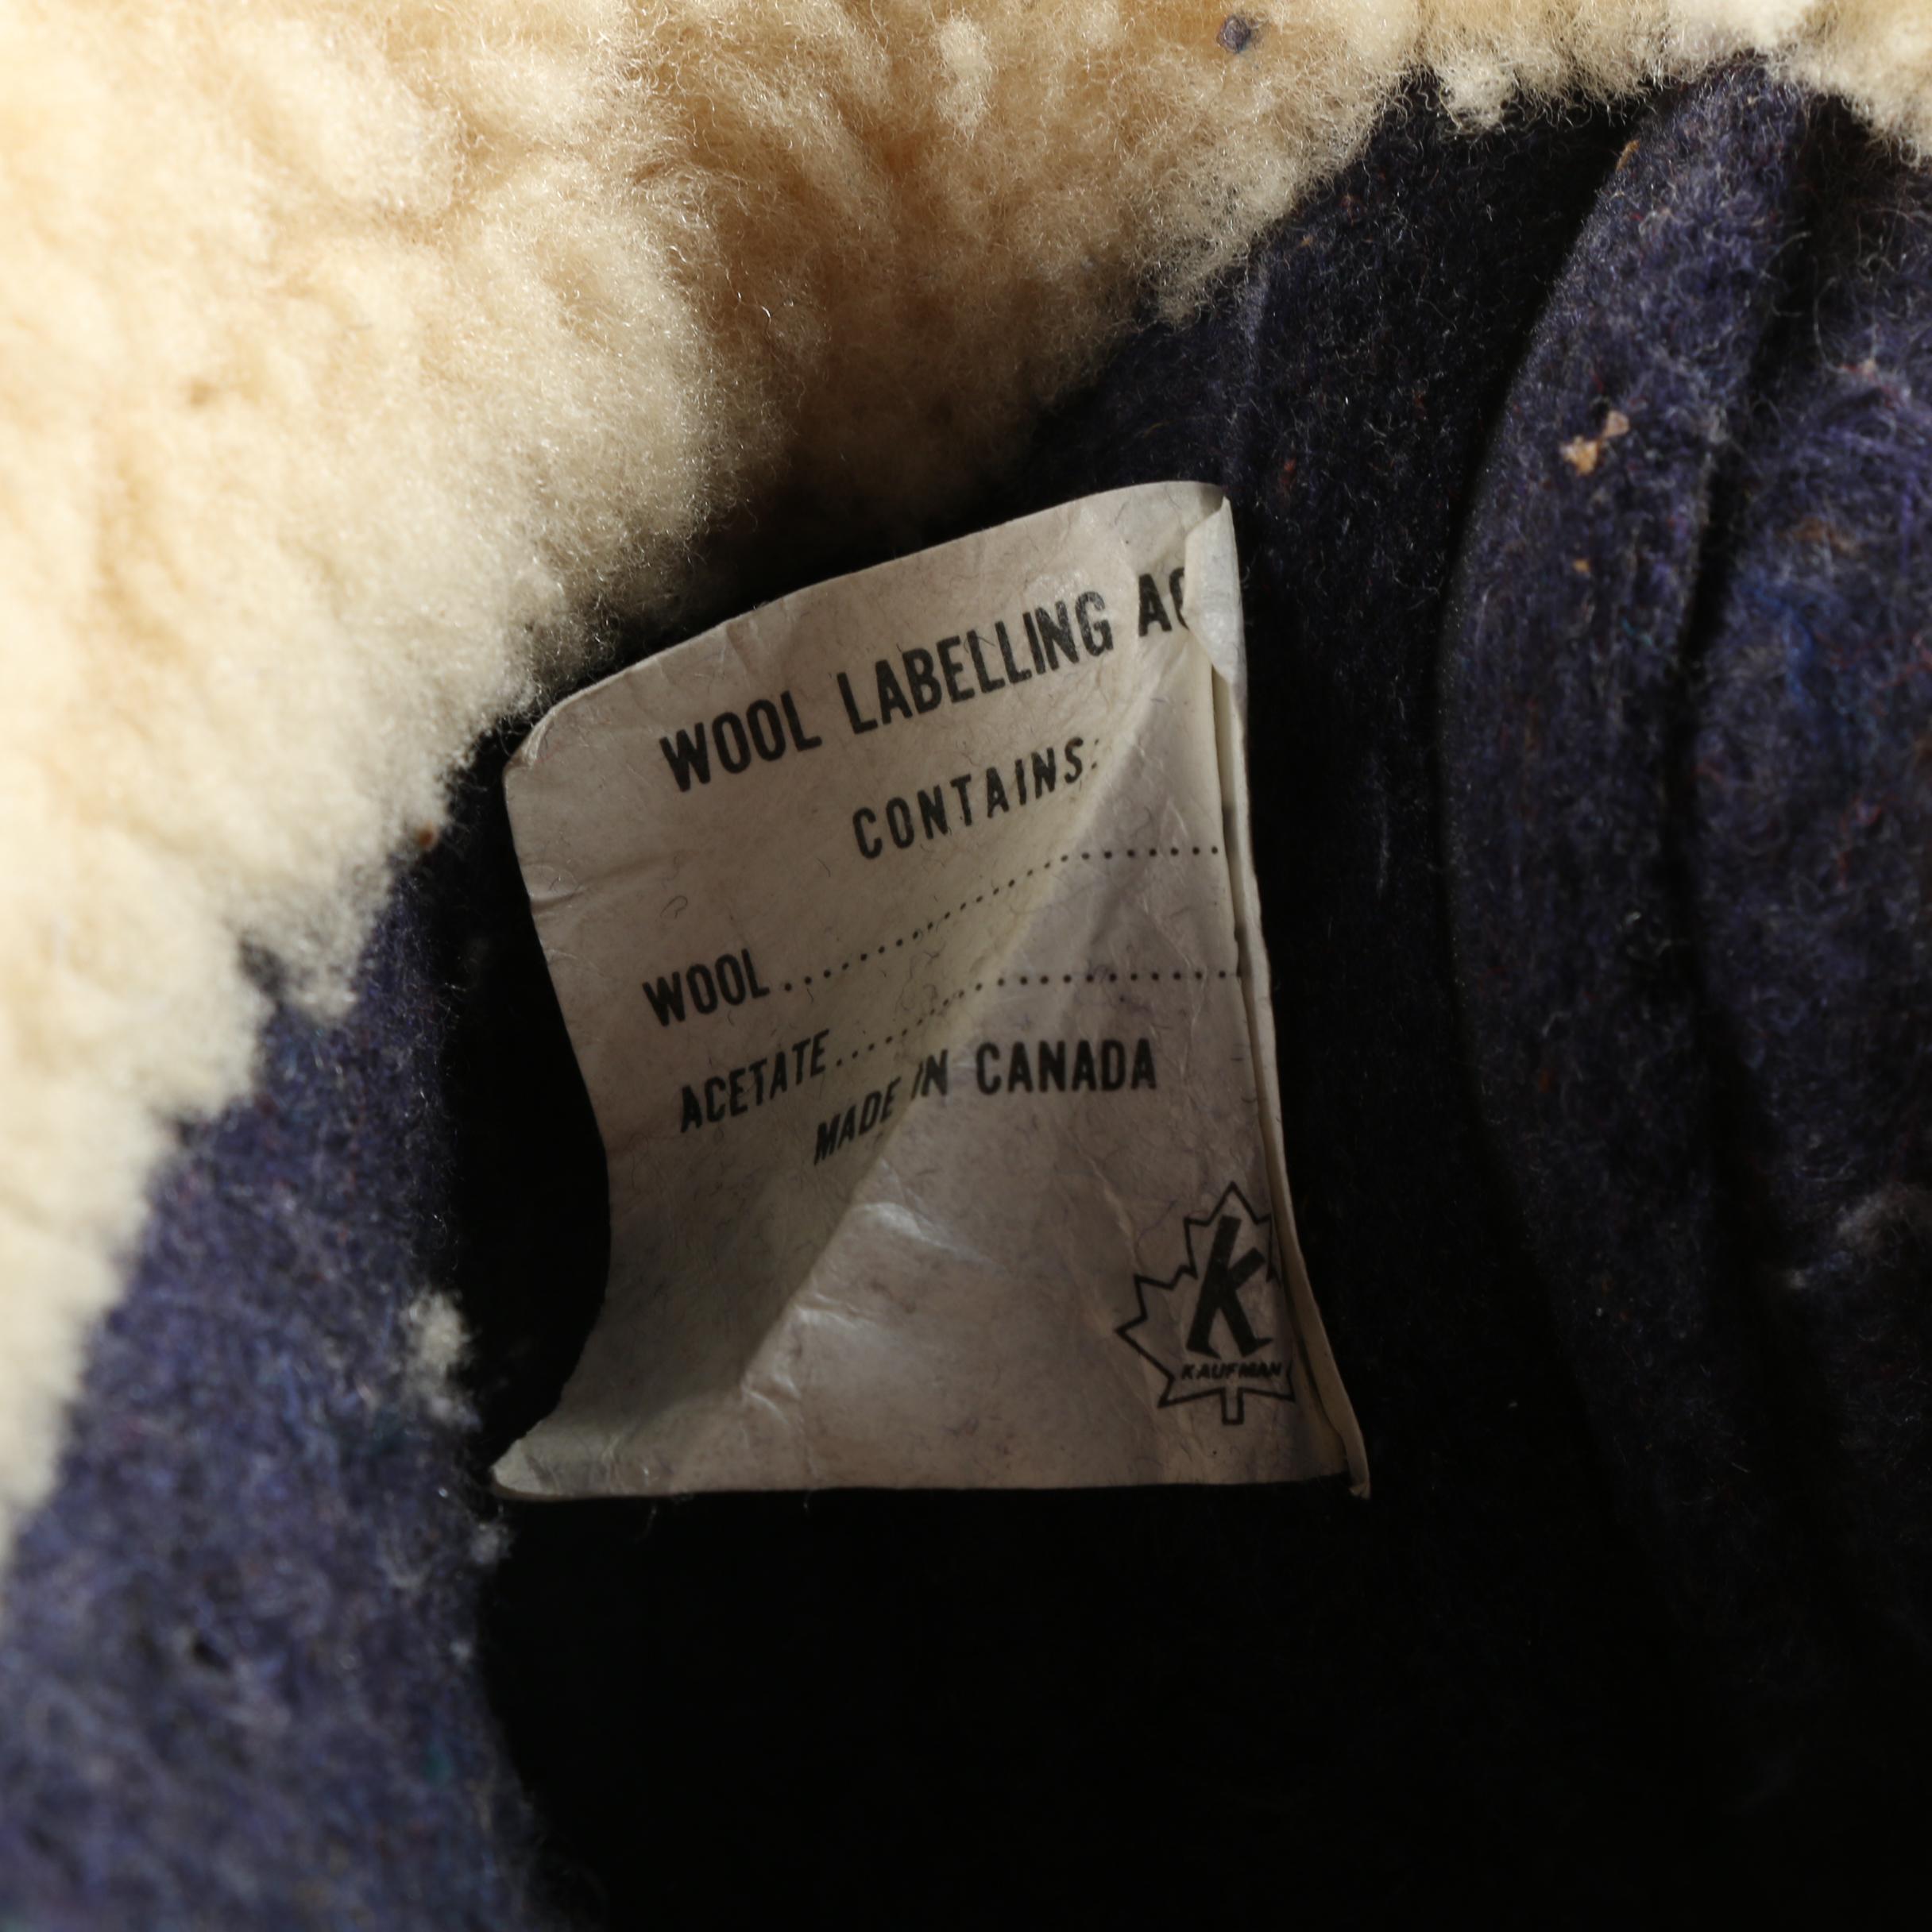 WOOL LABELLING AC
CONTAINS:
WOOL....................................
ACETATE....................................
MADE IN CANADA
K
KAUFMAN